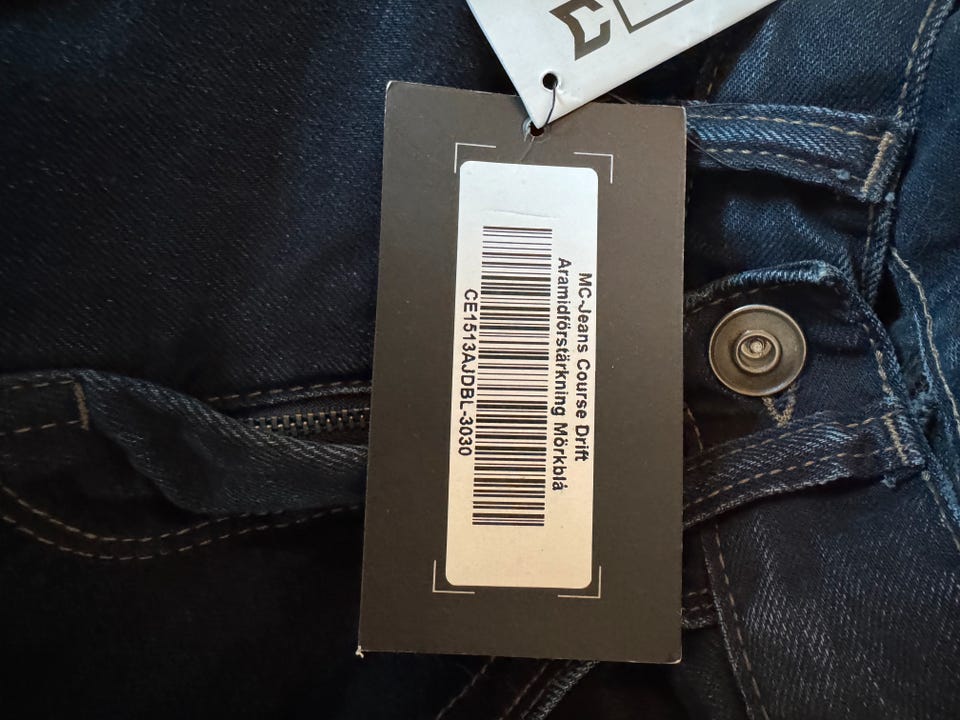 MC-Jeans Course Drift
Aramidförstärkning Mörkblå
CE1513AJDBL-3030